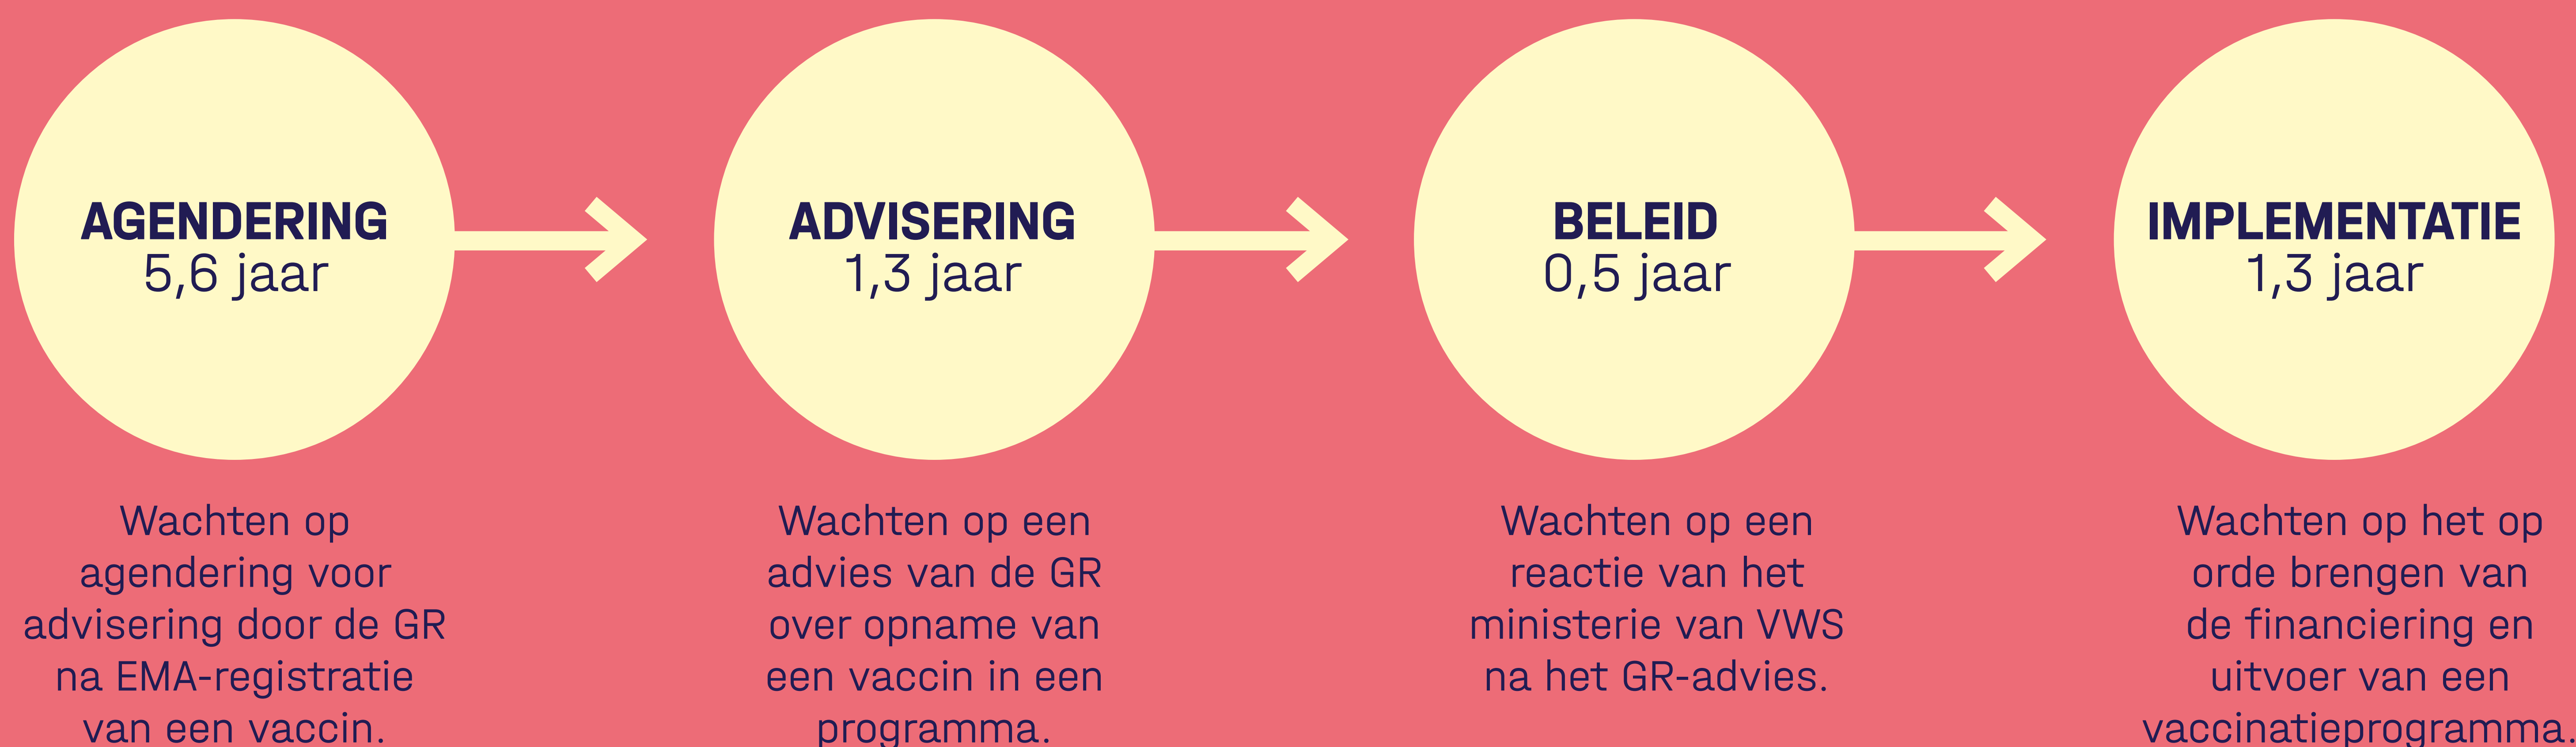 AGENDERING
5,6 jaar
Wachten op
agendering voor
advisering door de GR
na EMA-registratie
van een vaccin.
ADVISERING
1,3 jaar
Wachten op een
advies van de GR
over opname van
een vaccin in een
programma.
BELEID
0,5 jaar
Wachten op een
reactie van het
ministerie van VWS
na het GR-advies.
IMPLEMENTATIE
1,3 jaar
Wachten op het op
orde brengen van
de financiering en
uitvoer van een
vaccinatieprogramma.